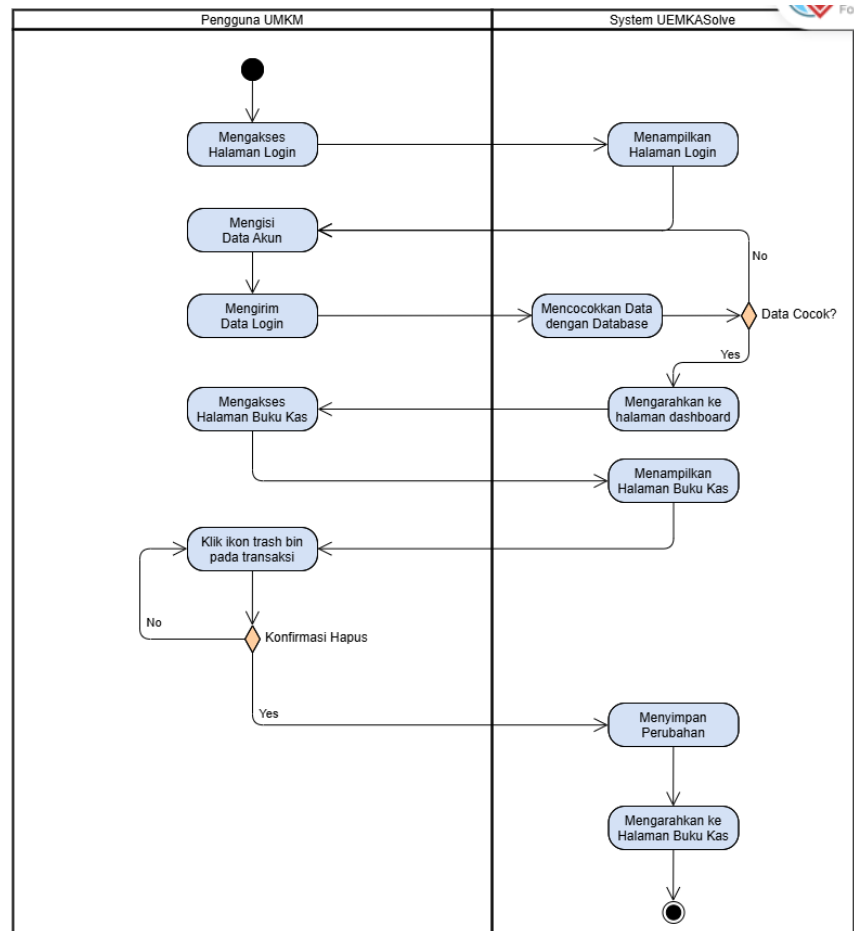 Pengguna UMKM
System UEMKASolve
Fo
Mengakses
Halaman Login
Menampilkan
Halaman Login
Mengisi
Data Akun
No
Mengirim
Data Login
Mencocokkan Data
dengan Database
Data Cocok?
Yes
Mengakses
Halaman Buku Kas
Mengarahkan ke
halaman dashboard
Menampilkan
Halaman Buku Kas
Klik ikon trash bin
pada transaksi
No
Konfirmasi Hapus
Yes
Menyimpan
Perubahan
Mengarahkan ke
Halaman Buku Kas